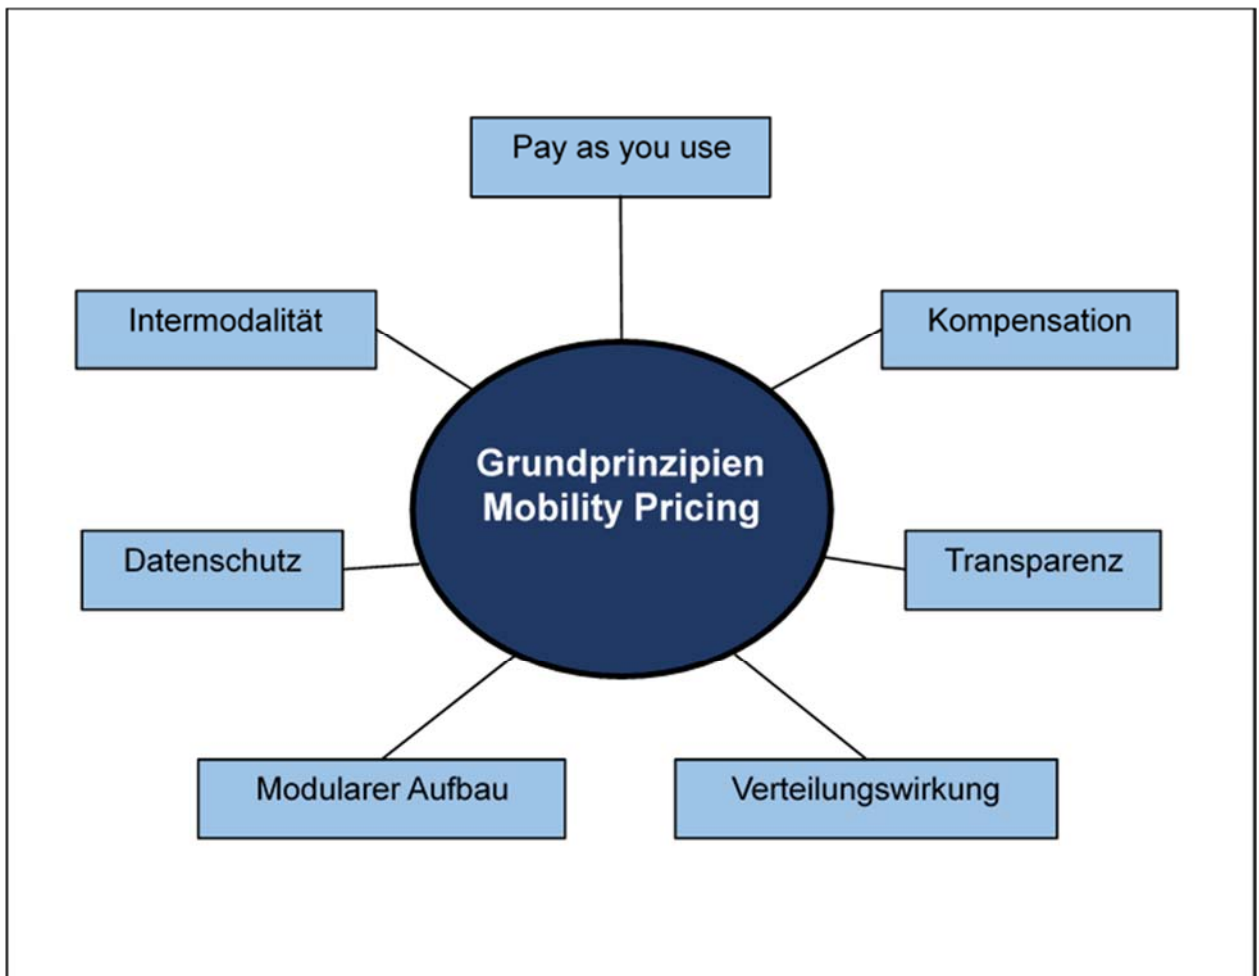 Pay as you use
Intermodalität
Kompensation
Grundprinzipien
Mobility Pricing
Datenschutz
Transparenz
Modularer Aufbau
Verteilungswirkung